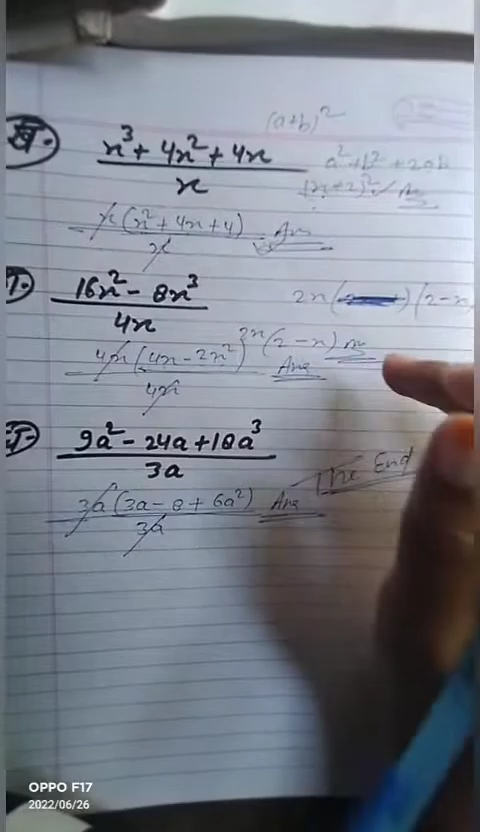 (a+b)²
x³ + 4x² + 4x
x
a² + b² + 2ab
(x+2)²
x(x² + 4x + 4) Ans
x
16x² - 8x³
4x
2x( (2-x
4x(4x - 2x²) 2x(2-x)
4x Ans
9a² - 24a + 18a³
3a
The End
3a(3a - 8 + 6a²) Ans
3a
OPPO F17
2022/06/26